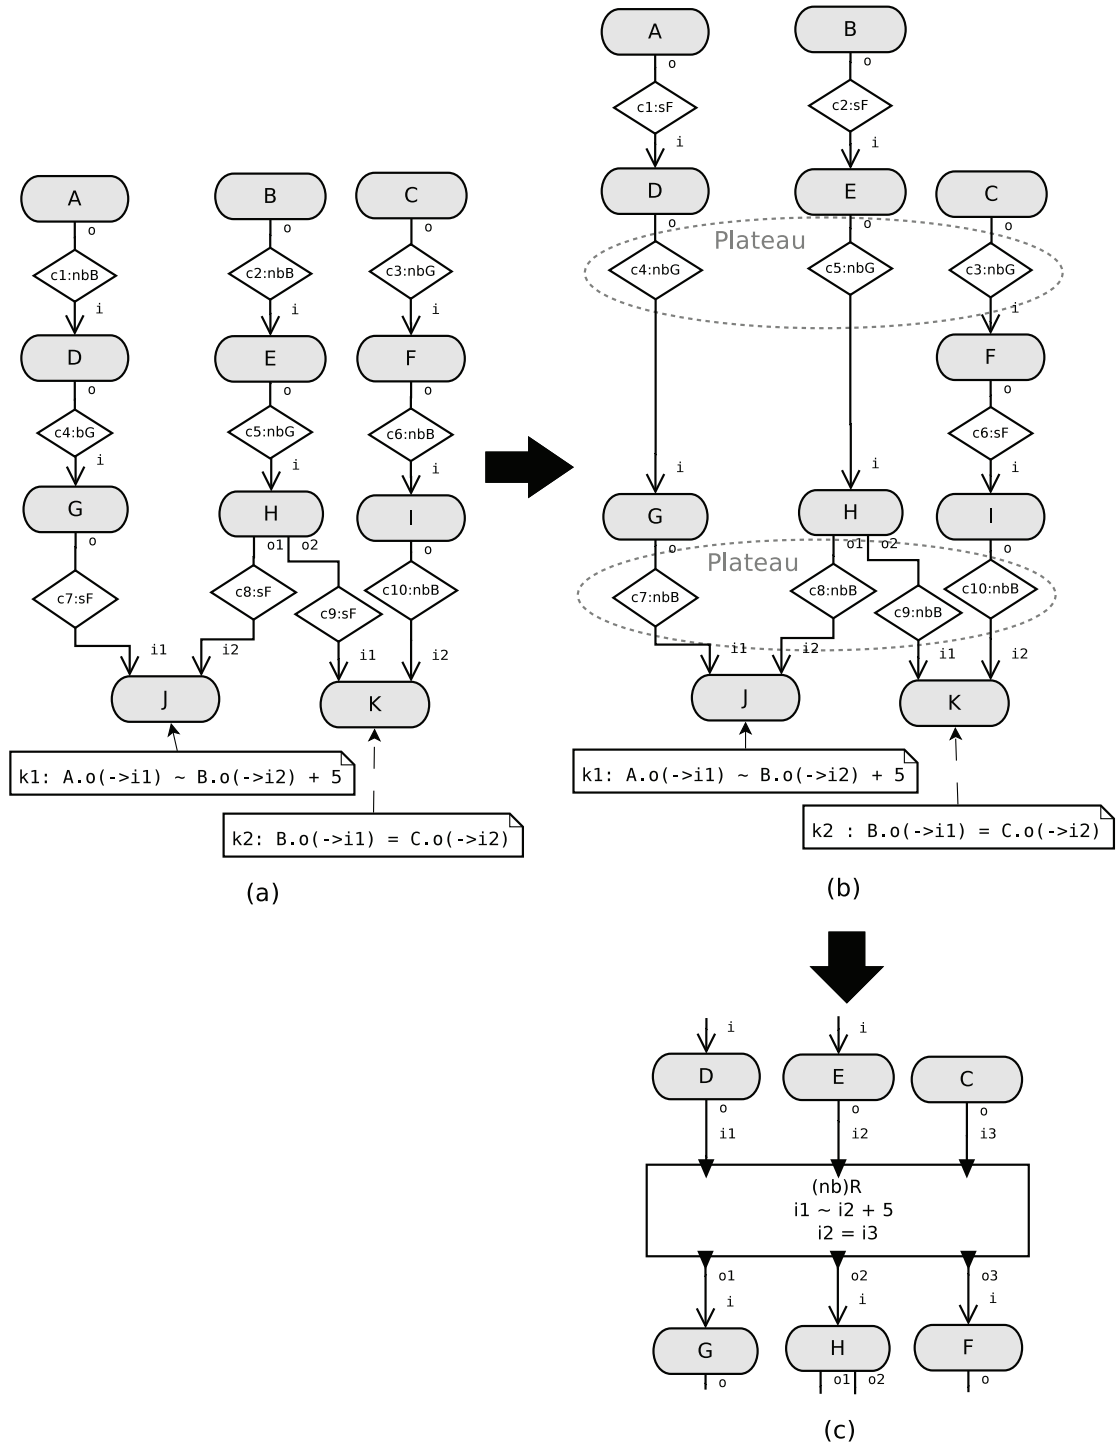 A
B
C
o
o
o
c1:nbB
c2:nbB
c3:nbG
i
i
i
D
E
F
o
o
o
c4:bG
c5:nbG
c6:nbB
i
i
i
G
H
I
o
o1
o2
o
c7:sF
c8:sF
c9:sF
c10:nbB
i1
i2
i1
i2
J
K
k1: A.o(->i1) ~ B.o(->i2) + 5
k2: B.o(->i1) = C.o(->i2)
(a)
A
B
o
o
c1:sF
c2:sF
i
i
D
E
C
o
o
o
Plateau
c4:nbG
c5:nbG
c3:nbG
i
F
o
c6:sF
i
i
i
G
H
I
o
o1
o2
o
Plateau
c7:nbB
c8:nbB
c9:nbB
c10:nbB
i1
i2
i1
i2
J
K
k1: A.o(->i1) ~ B.o(->i2) + 5
k2 : B.o(->i1) = C.o(->i2)
(b)
i
i
D
E
C
o
o
o
i1
i2
i3
(nb)R
i1 ~ i2 + 5
i2 = i3
o1
o2
o3
i
i
i
G
H
F
o
o1
o2
o
(c)